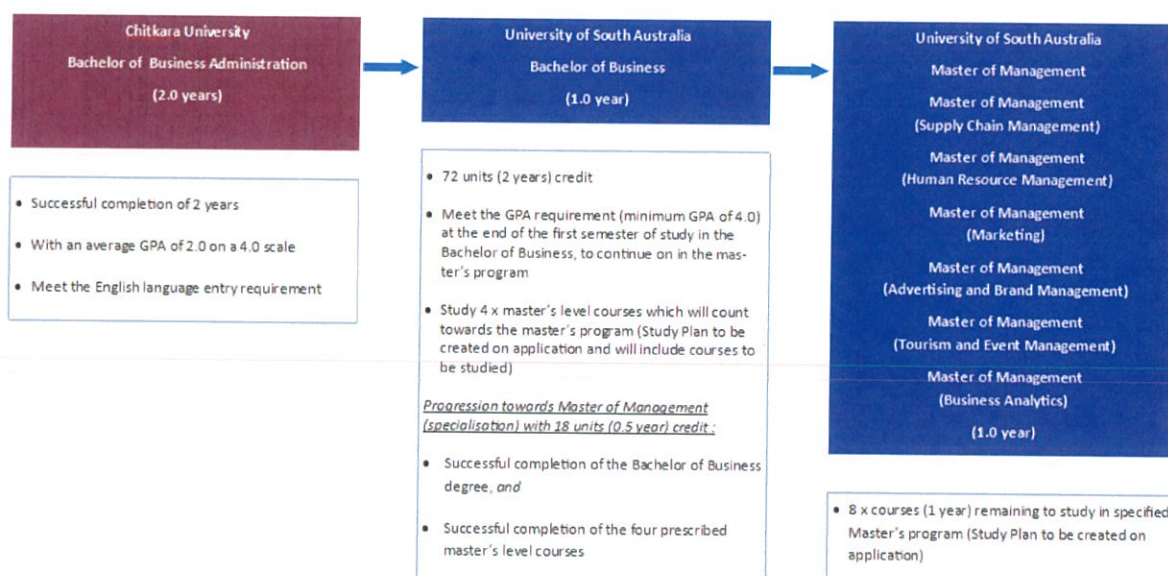 Chitkara University
Bachelor of Business Administration
(2.0 years)
• Successful completion of 2 years
• With an average GPA of 2.0 on a 4.0 scale
• Meet the English language entry requirement
University of South Australia
Bachelor of Business
(1.0 year)
• 72 units (2 years) credit
• Meet the GPA requirement (minimum GPA of 4.0)
at the end of the first semester of study in the
Bachelor of Business, to continue on in the mas-
ter's program
• Study 4 x master's level courses which will count
towards the master's program (Study Plan to be
created on application and will include courses to
be studied)
Progression towards Master of Management
(specialisation) with 18 units (0.5 year) credit :
• Successful completion of the Bachelor of Business
degree, and
• Successful completion of the four prescribed
master's level courses
University of South Australia
Master of Management
Master of Management
(Supply Chain Management)
Master of Management
(Human Resource Management)
Master of Management
(Marketing)
Master of Management
(Advertising and Brand Management)
Master of Management
(Tourism and Event Management)
Master of Management
(Business Analytics)
(1.0 year)
• 8 x courses (1 year) remaining to study in specified
Master's program (Study Plan to be created on
application)